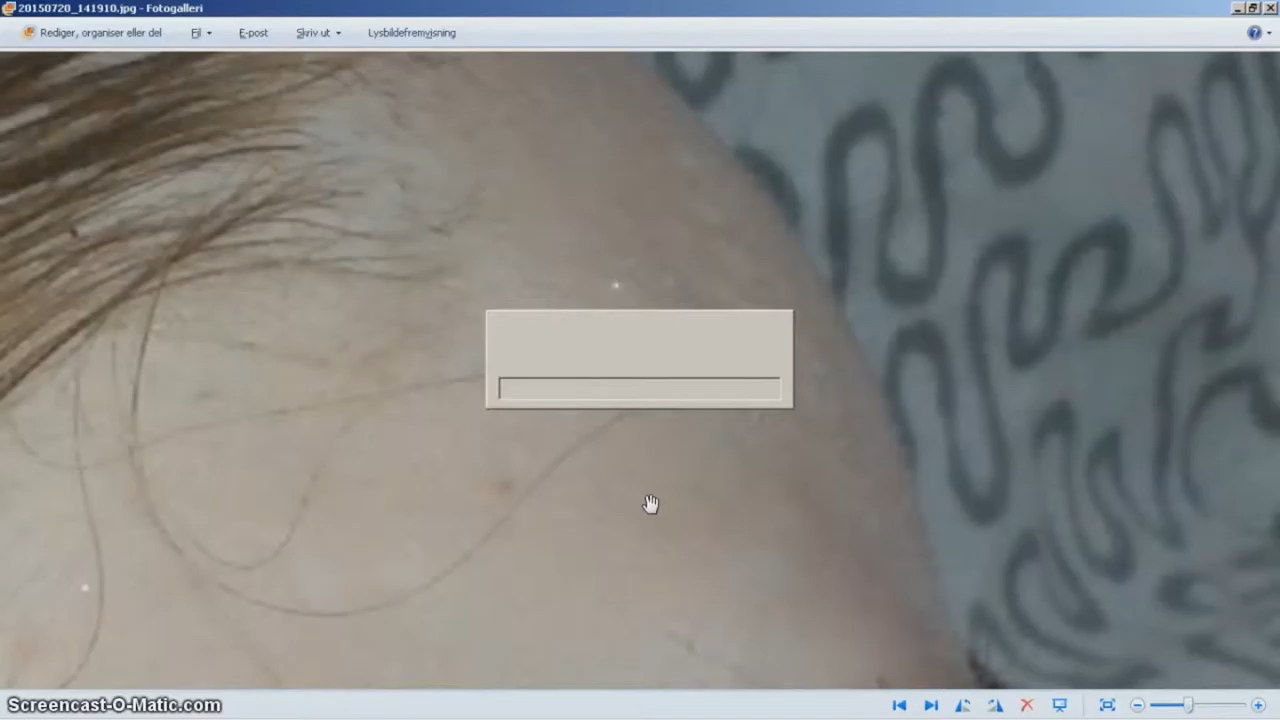 20150720_141910.jpg - Fotogalleri
Rediger, organiser eller del Fil E-post Skriv ut Lysbildefremvisning
Screencast-O-Matic.com